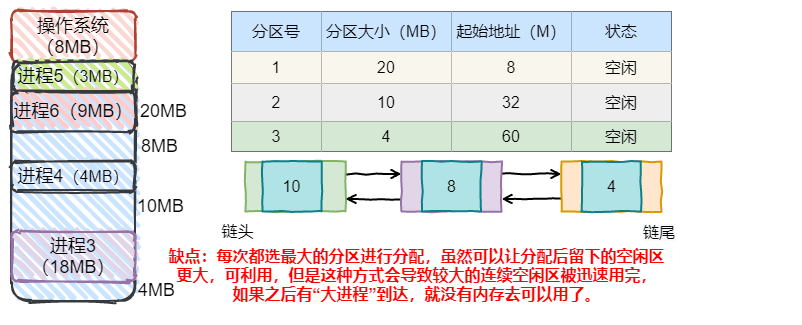 操作系统
（8MB）
进程5（3MB）
进程6（9MB）
20MB
8MB
进程4（4MB）
10MB
进程3
（18MB）
4MB
分区号 分区大小（MB） 起始地址（M） 状态
1 20 8 空闲
2 10 32 空闲
3 4 60 空闲
10 8 4
链头 链尾
缺点：每次都选最大的分区进行分配，虽然可以让分配后留下的空闲区
更大，可利用，但是这种方式会导致较大的连续空闲区被迅速用完，
如果之后有“大进程”到达，就没有内存去可以用了。